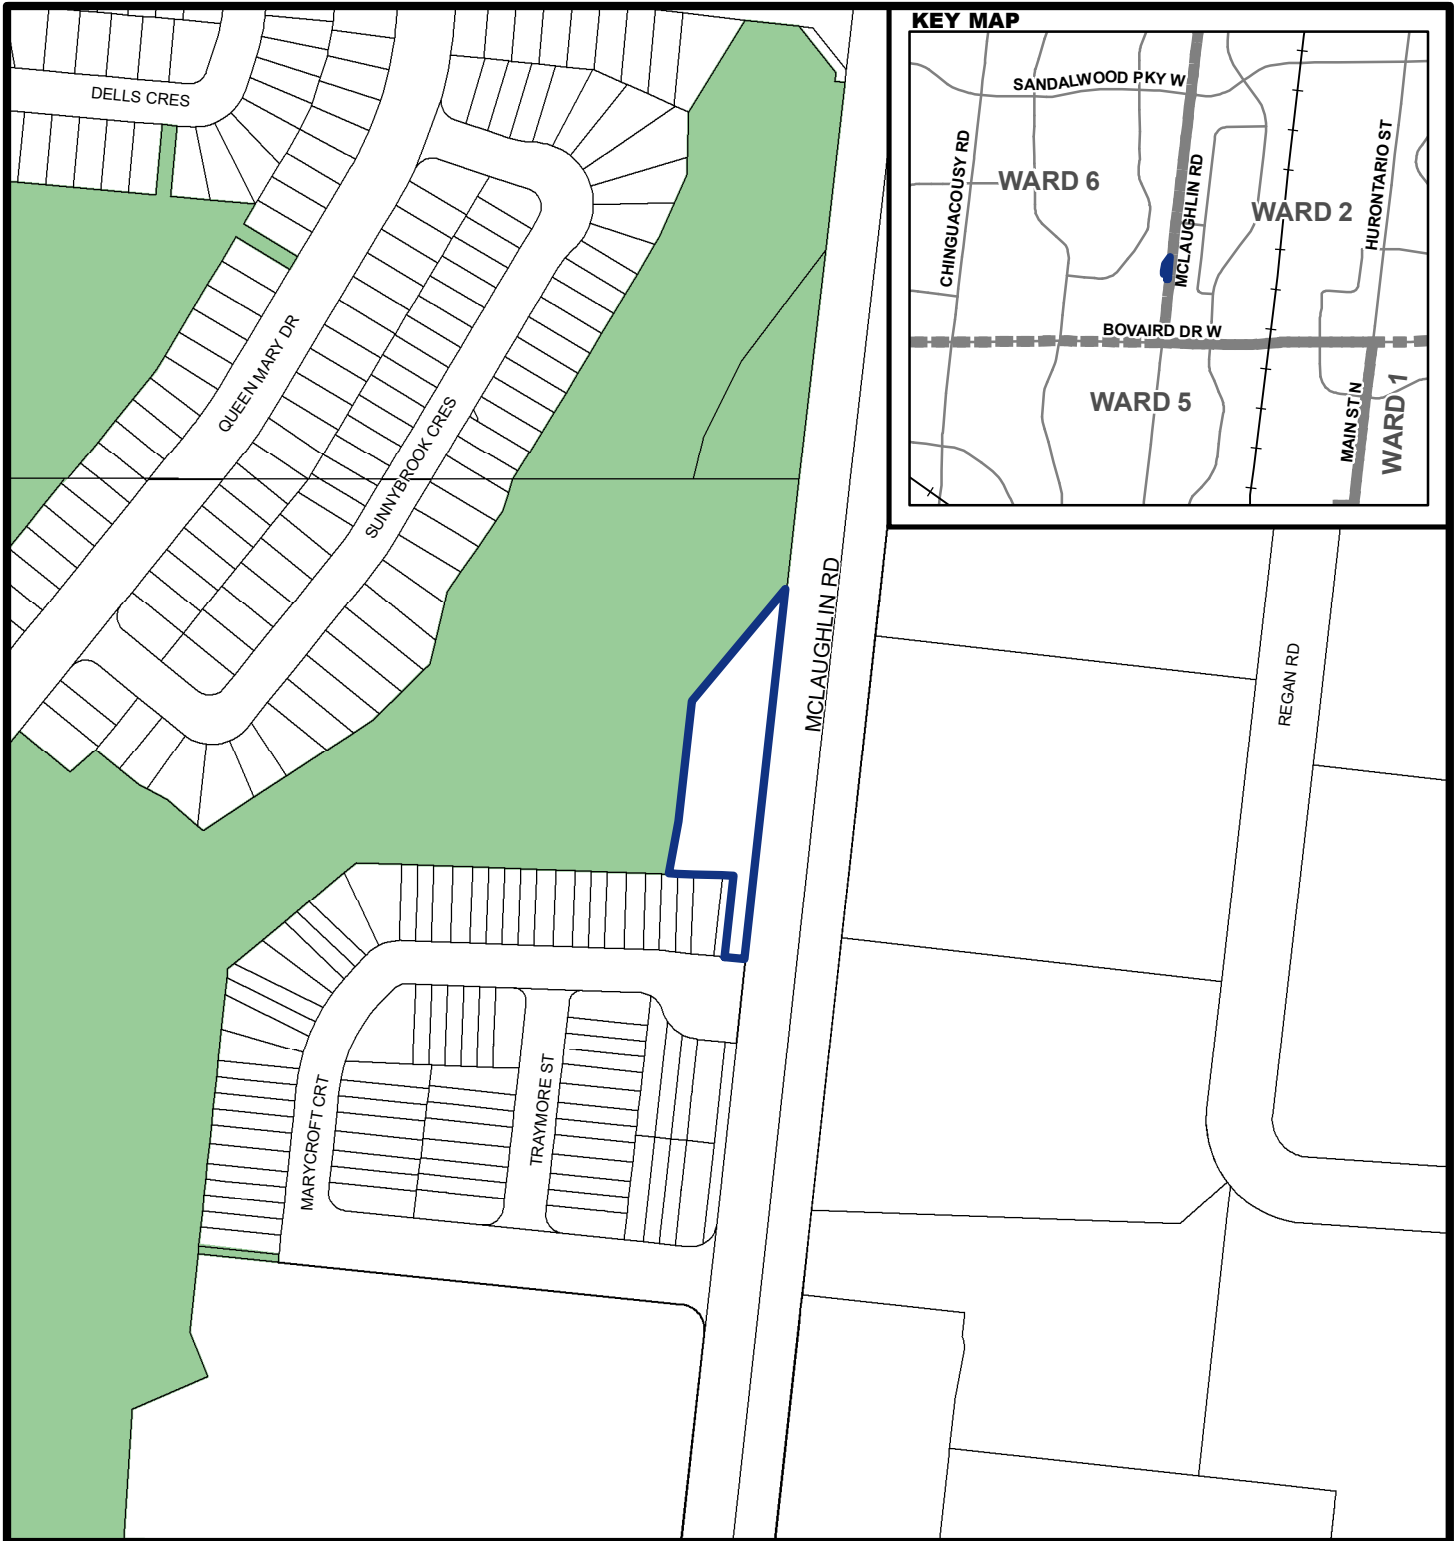 KEY MAP
SANDALWOOD PKY W
CHINGUACOUSY RD
WARD 6
MCLAUGHLIN RD
WARD 2
HURONTARIO ST
BOVAIRD DR W
WARD 5
MAIN ST N
WARD 1
DELLS CRES
QUEEN MARY DR
SUNNYBROOK CRES
MCLAUGHLIN RD
REGAN RD
MARYCROFT CRT
TRAYMORE ST